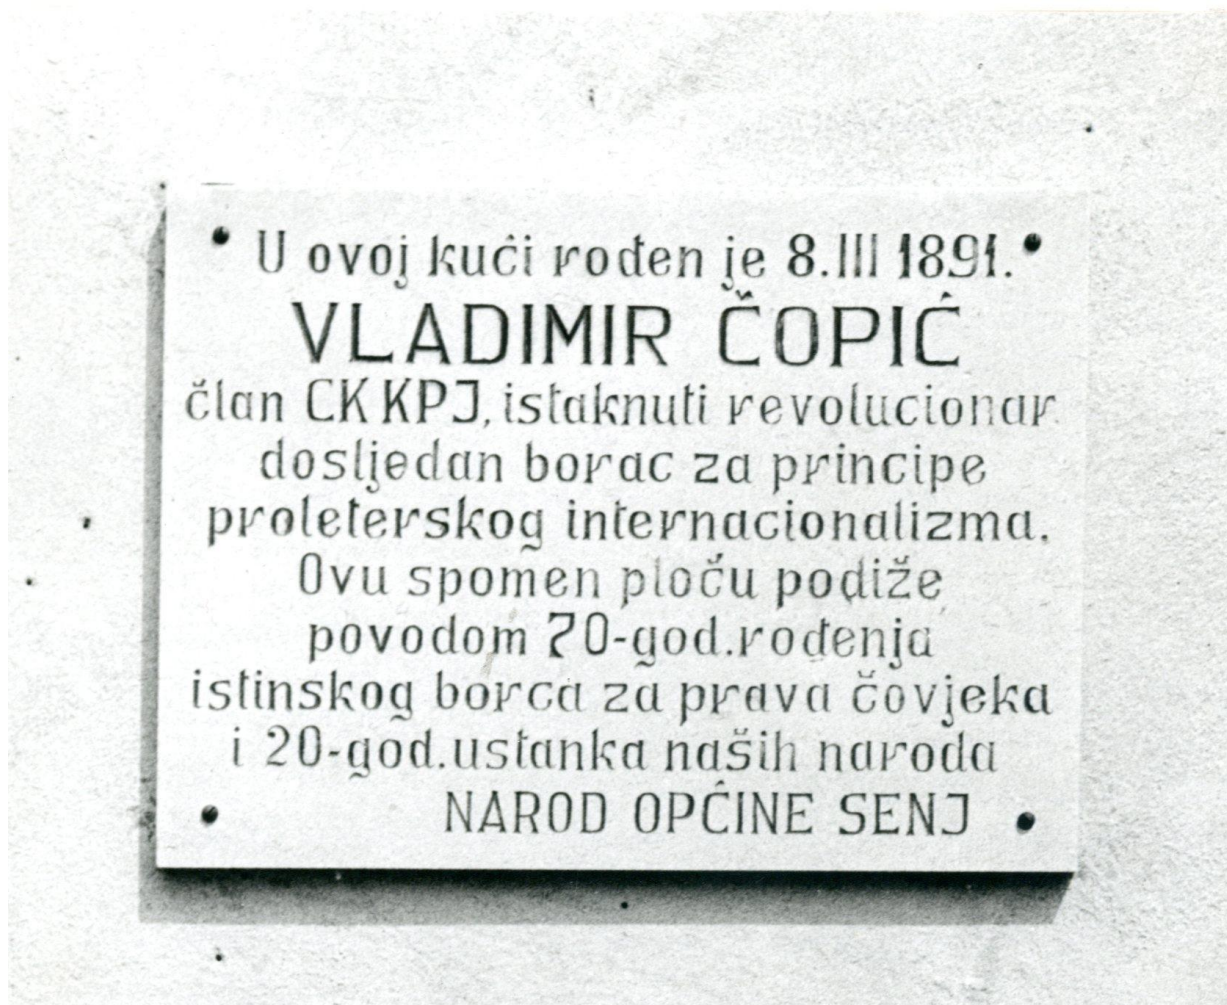 U ovoj kući rođen je 8.III 1891.
VLADIMIR ČOPIĆ
član CK KPJ, istaknuti revolucionar
dosljedan borac za principe
proleterskog internacionalizma.
Ovu spomen ploču podiže
povodom 70-god.rođenja
istinskog borca za prava čovjeka
i 20-god.ustanka naših naroda
NAROD OPĆINE SENJ